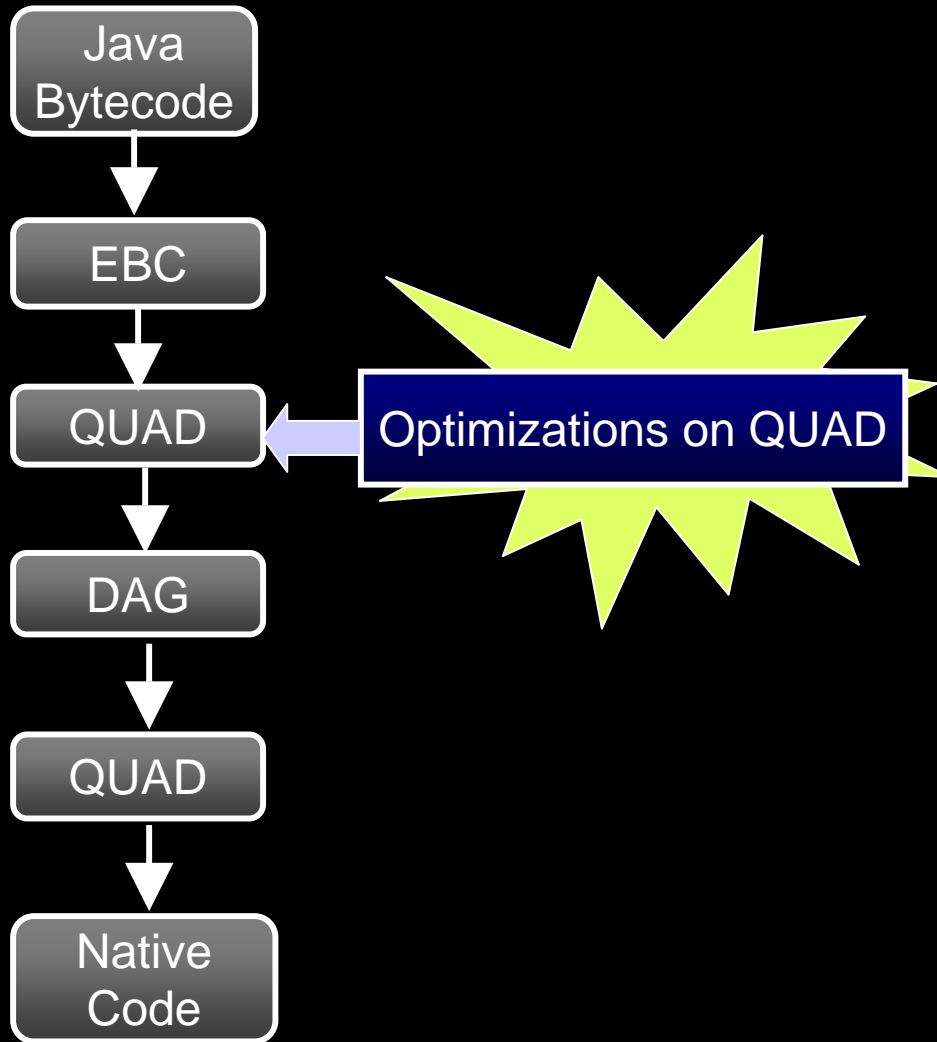 Java
Bytecode
EBC
QUAD
Optimizations on QUAD
DAG
QUAD
Native
Code